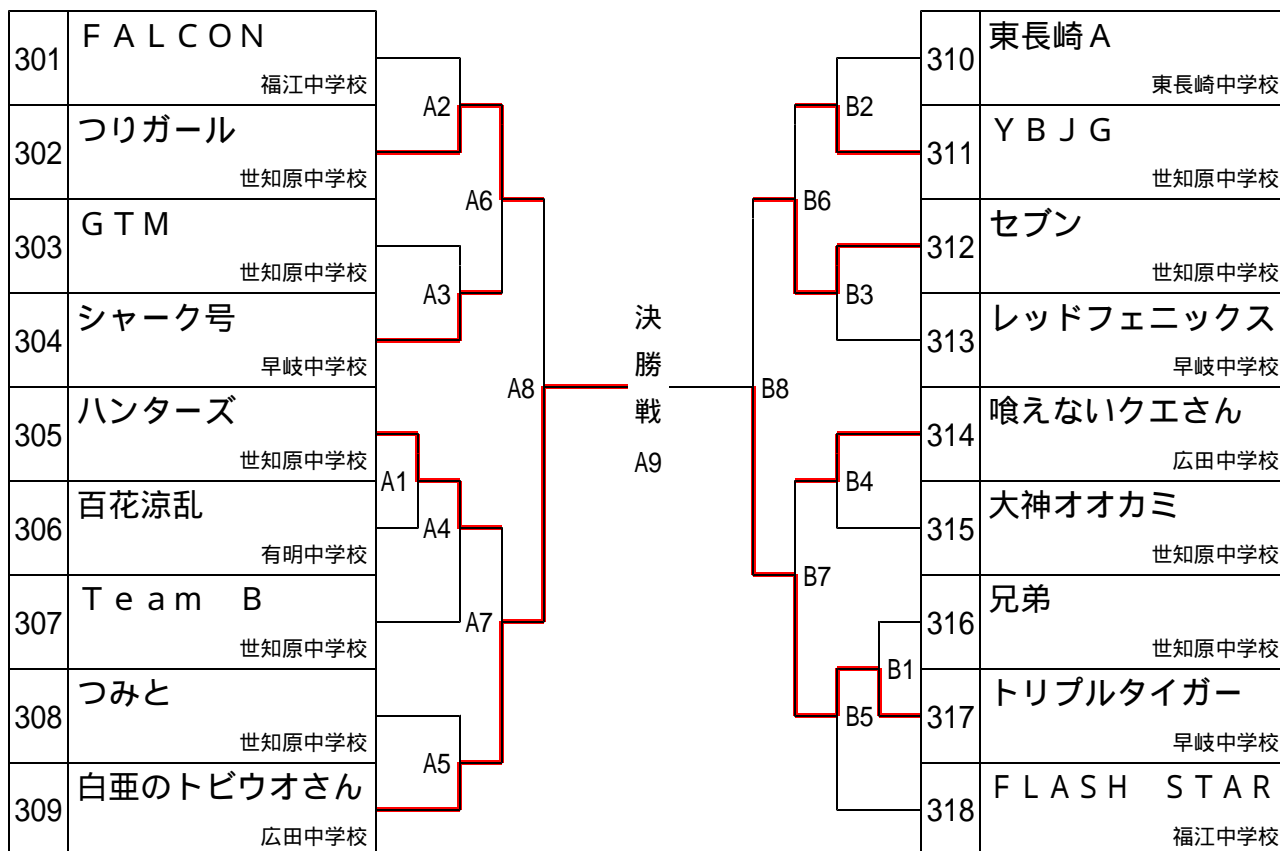 301
ＦＡＬＣＯＮ
福江中学校
302
つりガール
世知原中学校
303
ＧＴＭ
世知原中学校
304
シャーク号
早岐中学校
305
ハンターズ
世知原中学校
306
百花涼乱
有明中学校
307
Ｔｅａｍ　Ｂ
世知原中学校
308
つみと
世知原中学校
309
白亜のトビウオさん
広田中学校
A2
A6
A3
A8
A1
A4
A7
A5
決
勝
戦
A9
B2
B6
B3
B8
B4
B7
B1
B5
310
東長崎Ａ
東長崎中学校
311
ＹＢＪＧ
世知原中学校
312
セブン
世知原中学校
313
レッドフェニックス
早岐中学校
314
喰えないクエさん
広田中学校
315
大神オオカミ
世知原中学校
316
兄弟
世知原中学校
317
トリプルタイガー
早岐中学校
318
ＦＬＡＳＨ　ＳＴＡＲ
福江中学校